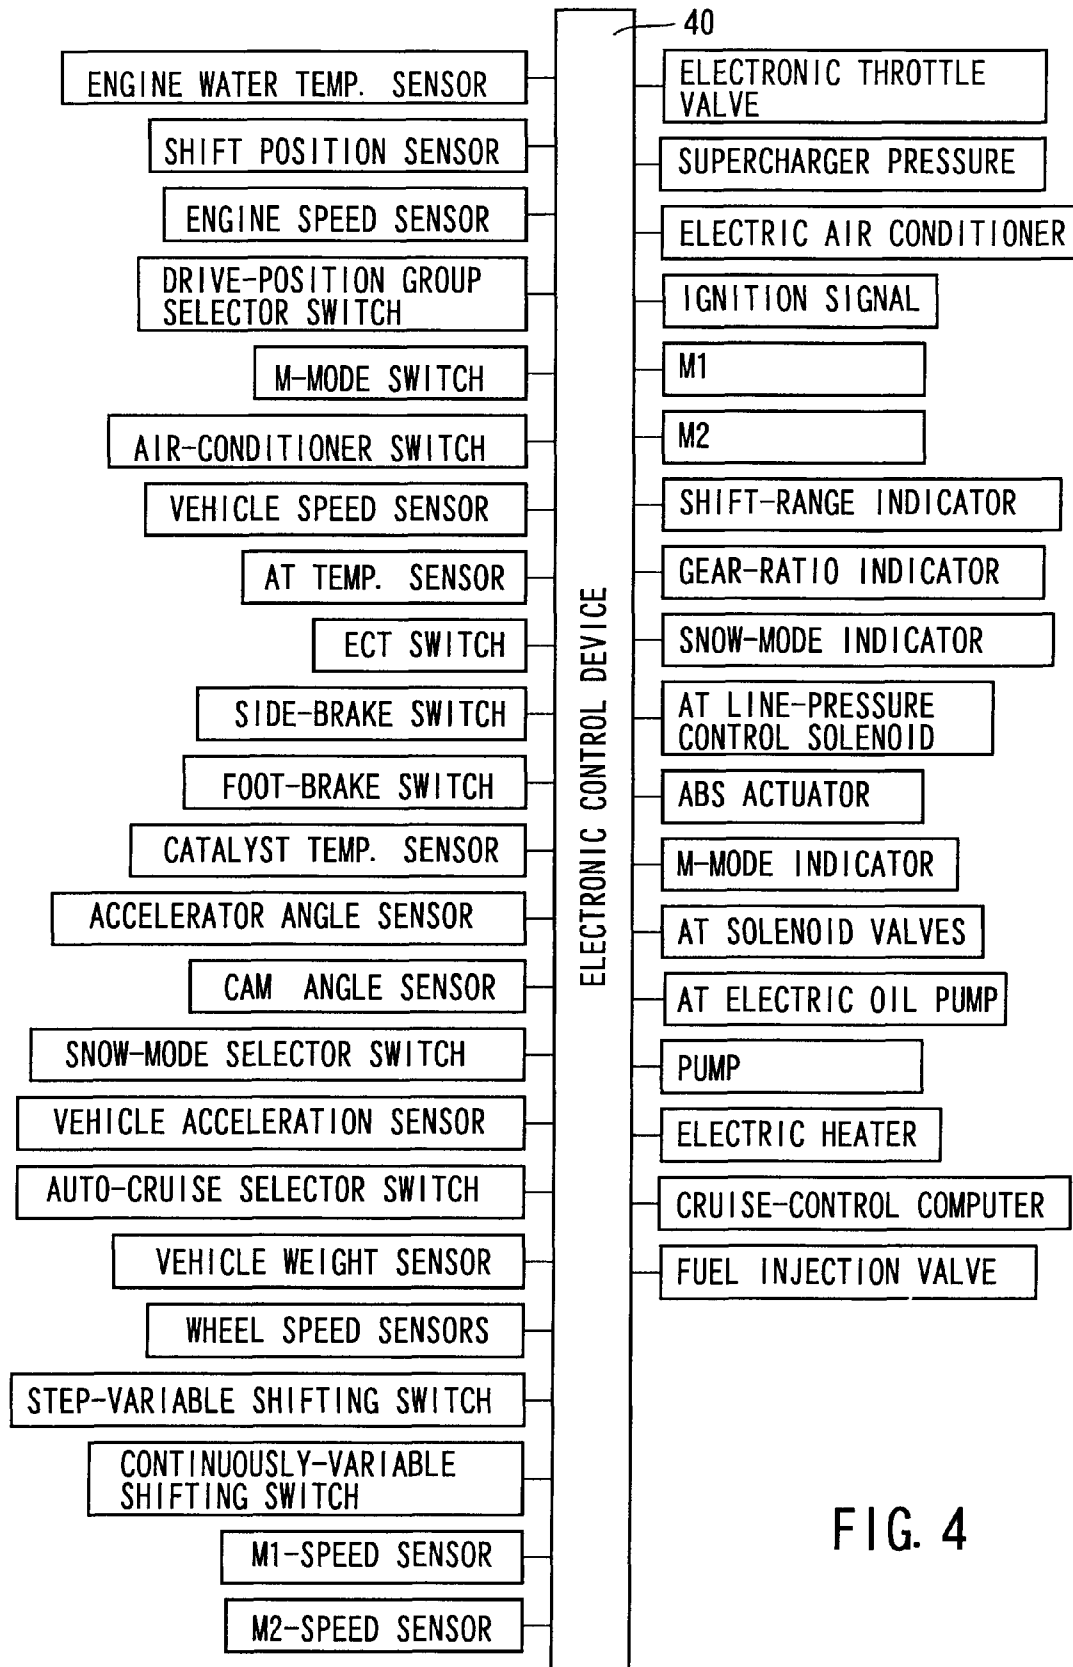 40
ENGINE WATER TEMP. SENSOR
SHIFT POSITION SENSOR
ENGINE SPEED SENSOR
DRIVE-POSITION GROUP
SELECTOR SWITCH
M-MODE SWITCH
AIR-CONDITIONER SWITCH
VEHICLE SPEED SENSOR
AT TEMP. SENSOR
ECT SWITCH
SIDE-BRAKE SWITCH
FOOT-BRAKE SWITCH
CATALYST TEMP. SENSOR
ACCELERATOR ANGLE SENSOR
CAM ANGLE SENSOR
SNOW-MODE SELECTOR SWITCH
VEHICLE ACCELERATION SENSOR
AUTO-CRUISE SELECTOR SWITCH
VEHICLE WEIGHT SENSOR
WHEEL SPEED SENSORS
STEP-VARIABLE SHIFTING SWITCH
CONTINUOUSLY-VARIABLE
SHIFTING SWITCH
M1-SPEED SENSOR
M2-SPEED SENSOR
ELECTRONIC CONTROL DEVICE
ELECTRONIC THROTTLE
VALVE
SUPERCHARGER PRESSURE
ELECTRIC AIR CONDITIONER
IGNITION SIGNAL
M1
M2
SHIFT-RANGE INDICATOR
GEAR-RATIO INDICATOR
SNOW-MODE INDICATOR
AT LINE-PRESSURE
CONTROL SOLENOID
ABS ACTUATOR
M-MODE INDICATOR
AT SOLENOID VALVES
AT ELECTRIC OIL PUMP
PUMP
ELECTRIC HEATER
CRUISE-CONTROL COMPUTER
FUEL INJECTION VALVE
FIG. 4